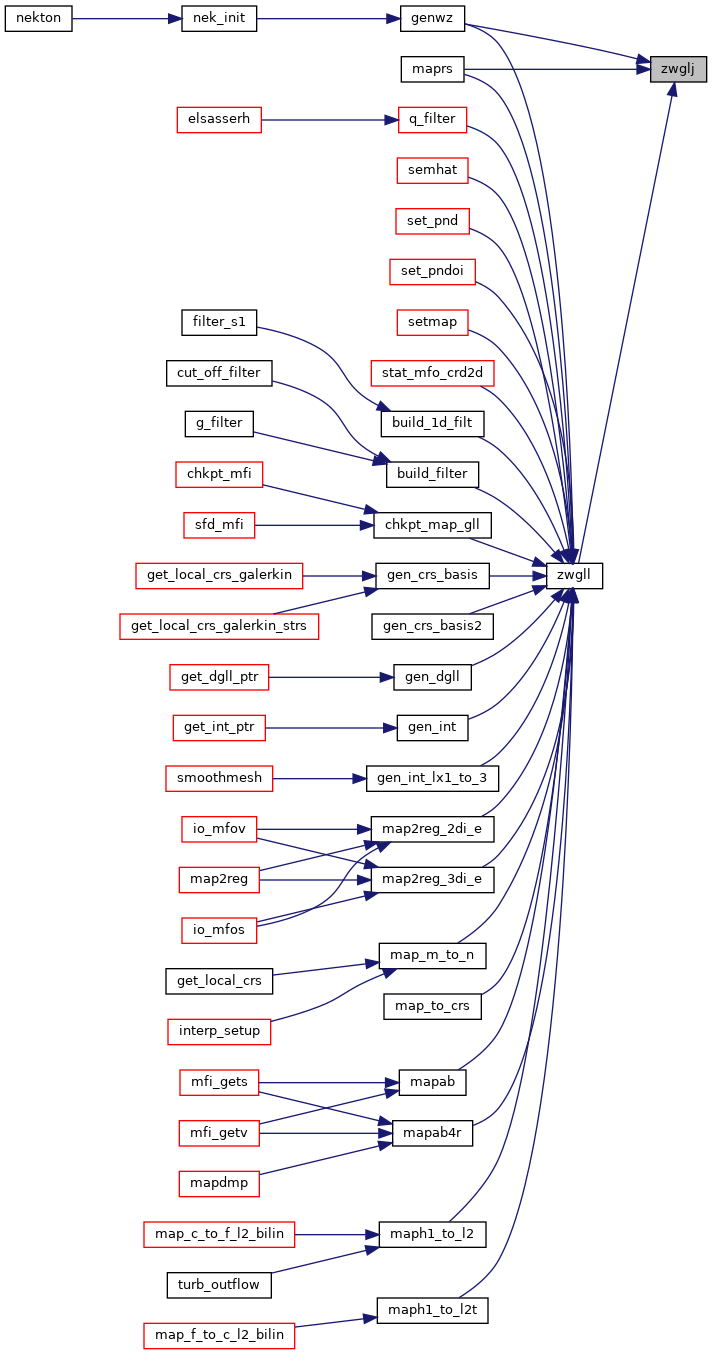 nekton
nek_init
genwz
zwglj
maprs
elsasserh
q_filter
semhat
set_pnd
set_pndoi
filter_s1
setmap
cut_off_filter
stat_mfo_crd2d
g_filter
build_1d_filt
chkpt_mfi
build_filter
sfd_mfi
chkpt_map_gll
get_local_crs_galerkin
gen_crs_basis
zwgll
get_local_crs_galerkin_strs
gen_crs_basis2
get_dgll_ptr
gen_dgll
get_int_ptr
gen_int
smoothmesh
gen_int_lx1_to_3
io_mfov
map2reg_2di_e
map2reg
map2reg_3di_e
io_mfos
map_m_to_n
get_local_crs
map_to_crs
interp_setup
mfi_gets
mapab
mfi_getv
mapab4r
mapdmp
map_c_to_f_l2_bilin
maph1_to_l2
turb_outflow
maph1_to_l2t
map_f_to_c_l2_bilin